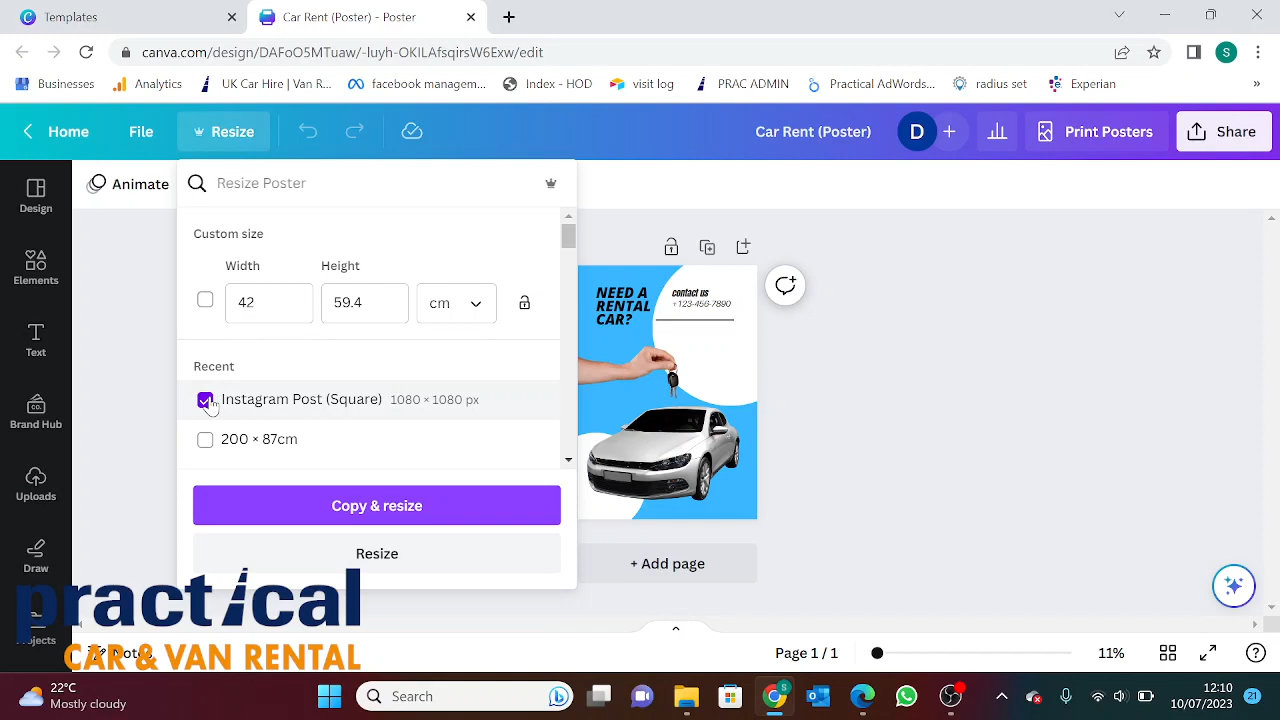 Templates
Car Rent (Poster) - Poster
canva.com/design/DAFoO5MTuaw/-Iuyh-OKILAfsqjrsW6Exw/edit
S
Businesses
Analytics
UK Car Hire | Van R...
facebook managem...
Index - HOD
visit log
PRAC ADMIN
Practical AdWords...
radius set
Experian
»
Home
File
Resize
Car Rent (Poster)
D
Print Posters
Share
Animate
Resize Poster
Design
Elements
Text
CO.
Brand Hub
Uploads
Draw
Custom size
Width
Height
42
59.4
cm
Recent
Instagram Post (Square) 1080 × 1080 px
200 × 87cm
Copy & resize
Resize
NEED A
RENTAL
CAR?
contact us
+123-456-7890
+ Add page
practical
CAR & VAN RENTAL
Page 1 / 1
11%
22°C
Mostly cloudy
Search
S
12:10
10/07/2023
21